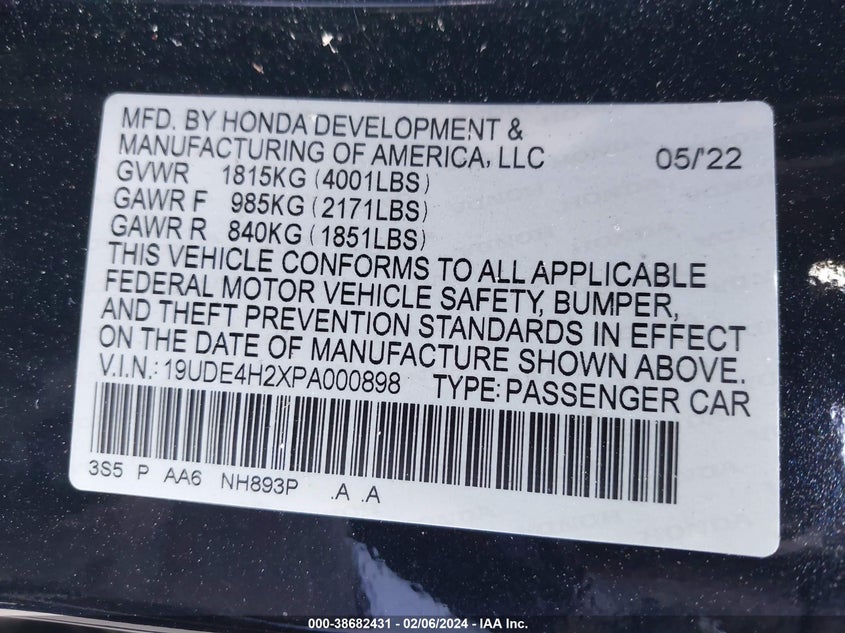 MFD. BY HONDA DEVELOPMENT &
MANUFACTURING OF AMERICA, LLC 05/'22
GVWR 1815KG (4001LBS)
GAWR F 985KG (2171LBS)
GAWR R 840KG (1851LBS)
THIS VEHICLE CONFORMS TO ALL APPLICABLE
FEDERAL MOTOR VEHICLE SAFETY, BUMPER,
AND THEFT PREVENTION STANDARDS IN EFFECT
ON THE DATE OF MANUFACTURE SHOWN ABOVE.
V.I.N.: 19UDE4H2XPA000898 TYPE: PASSENGER CAR
3S5 P AA6 NH893P .A .A
000-38682431 - 02/06/2024 - IAA Inc.